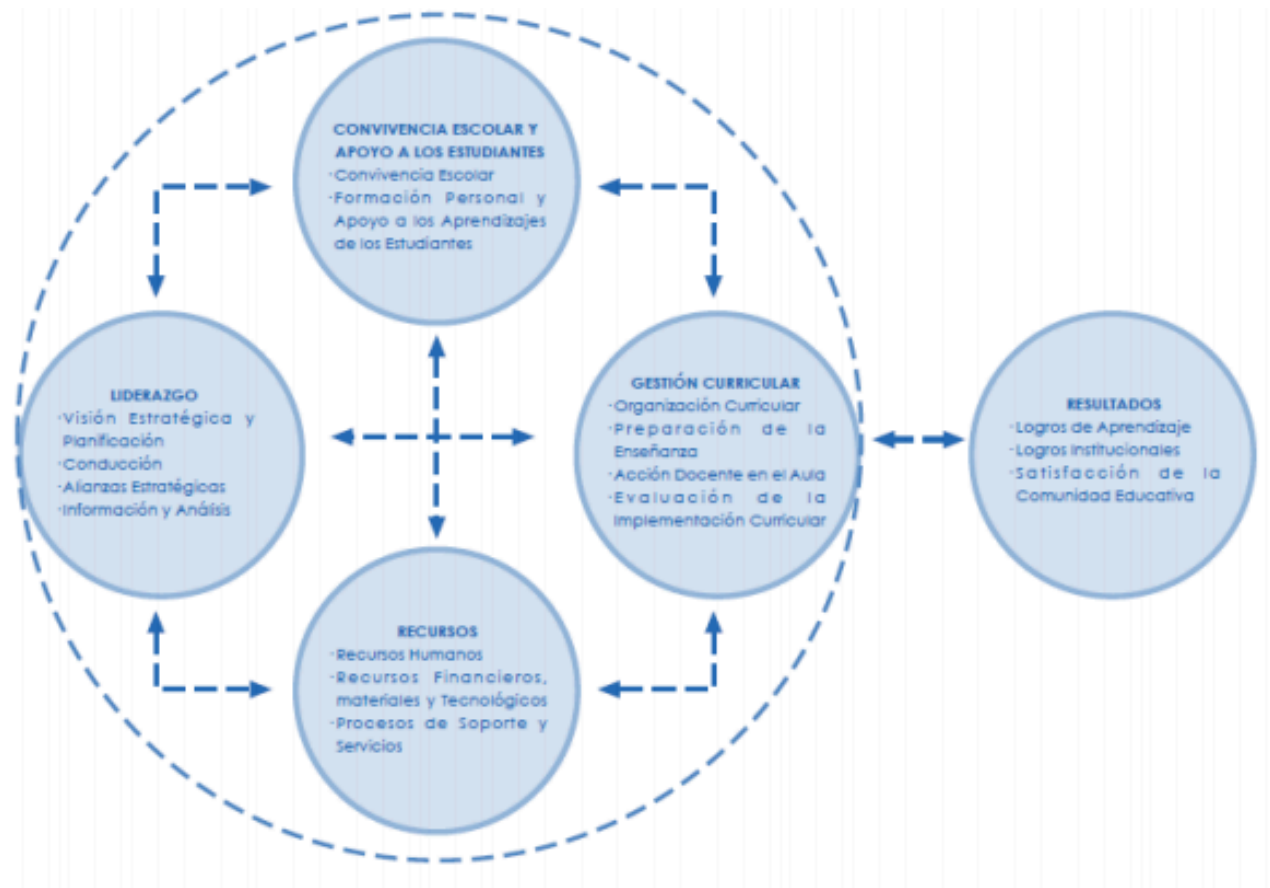 CONVIVENCIA ESCOLAR Y
APOYO A LOS ESTUDIANTES
·Convivencia Escolar
·Formación Personal y
Apoyo a los Aprendizajes
de los Estudiantes
LIDERAZGO
·Visión Estratégica y
Planificación
·Conducción
·Alianzas Estratégicas
·Información y Análisis
GESTIÓN CURRICULAR
·Organización Curricular
·Preparación de la
Enseñanza
·Acción Docente en el Aula
·Evaluación de la
Implementación Curricular
RESULTADOS
·Logros de Aprendizaje
·Logros Institucionales
·Satisfacción de la
Comunidad Educativa
RECURSOS
·Recursos Humanos
·Recursos Financieros,
materiales y Tecnológicos
·Procesos de Soporte y
Servicios